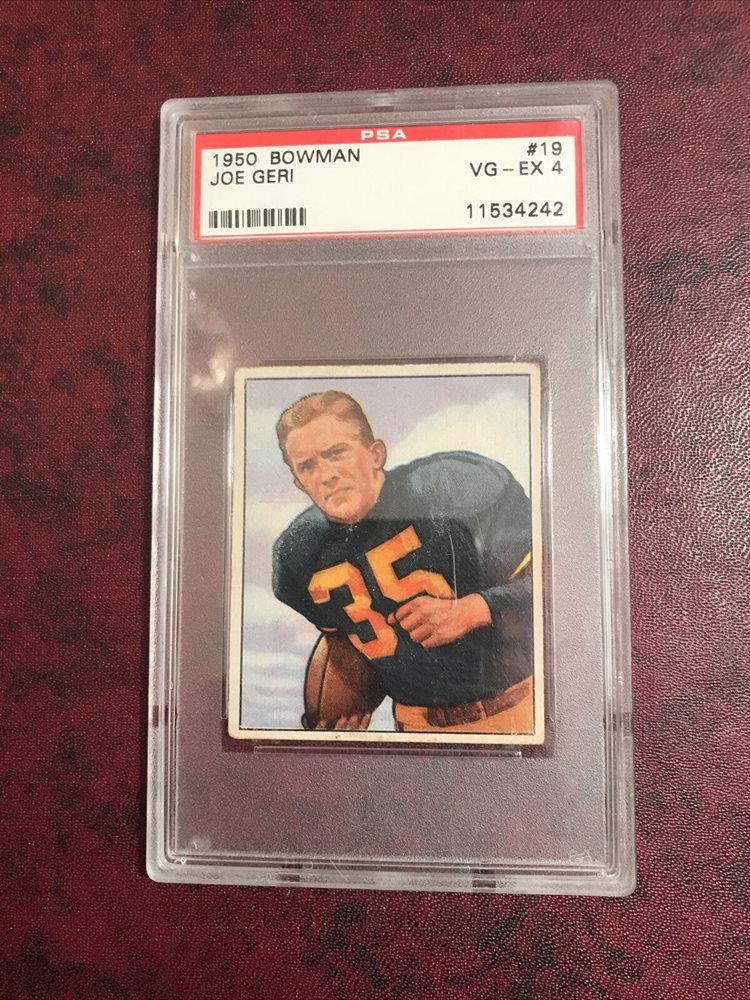 PSA
1950 BOWMAN #19
JOE GERI VG-EX 4
11534242
35